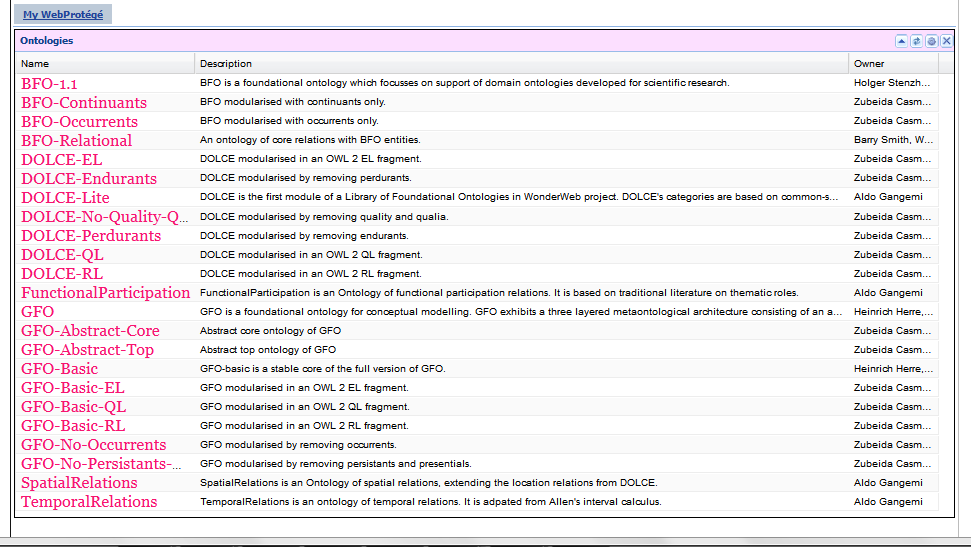 My WebProtégé
Ontologies
Name Description Owner
BFO-1.1 BFO is a foundational ontology which focusses on support of domain ontologies developed for scientific research. Holger Stenzh...
BFO-Continuants BFO modularised with continuants only. Zubeida Casm...
BFO-Occurrents BFO modularised with occurrents only. Zubeida Casm...
BFO-Relational An ontology of core relations with BFO entities. Barry Smith, W...
DOLCE-EL DOLCE modularised in an OWL 2 EL fragment. Zubeida Casm...
DOLCE-Endurants DOLCE modularised by removing perdurants. Zubeida Casm...
DOLCE-Lite DOLCE is the first module of a Library of Foundational Ontologies in WonderWeb project. DOLCE's categories are based on common-s... Aldo Gangemi
DOLCE-No-Quality-Q... DOLCE modularised by removing quality and qualia. Zubeida Casm...
DOLCE-Perdurants DOLCE modularised by removing endurants. Zubeida Casm...
DOLCE-QL DOLCE modularised in an OWL 2 QL fragment. Zubeida Casm...
DOLCE-RL DOLCE modularised in an OWL 2 RL fragment. Zubeida Casm...
FunctionalParticipation FunctionalParticipation is an Ontology of functional participation relations. It is based on traditional literature on thematic roles. Aldo Gangemi
GFO GFO is a foundational ontology for conceptual modelling. GFO exhibits a three layered metaontological architecture consisting of an a... Heinrich Herre,...
GFO-Abstract-Core Abstract core ontology of GFO Zubeida Casm...
GFO-Abstract-Top Abstract top ontology of GFO Zubeida Casm...
GFO-Basic GFO-basic is a stable core of the full version of GFO. Heinrich Herre,...
GFO-Basic-EL GFO modularised in an OWL 2 EL fragment. Zubeida Casm...
GFO-Basic-QL GFO modularised in an OWL 2 QL fragment. Zubeida Casm...
GFO-Basic-RL GFO modularised in an OWL 2 RL fragment. Zubeida Casm...
GFO-No-Occurrents GFO modularised by removing occurrents. Zubeida Casm...
GFO-No-Persistants-... GFO modularised by removing persistants and presentials. Zubeida Casm...
SpatialRelations SpatialRelations is an Ontology of spatial relations, extending the location relations from DOLCE. Aldo Gangemi
TemporalRelations TemporalRelations is an ontology of temporal relations. It is adpated from Allen's interval calculus. Aldo Gangemi